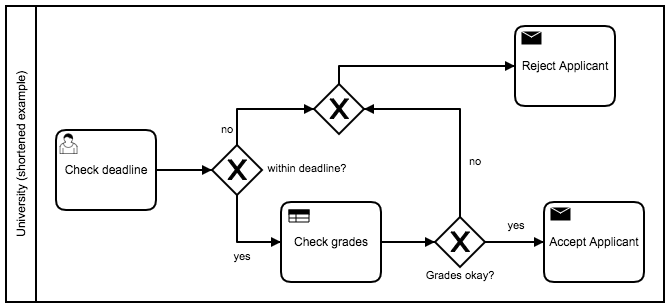 University (shortened example)
Check deadline
no
within deadline?
yes
Check grades
Grades okay?
no
yes
Reject Applicant
Accept Applicant